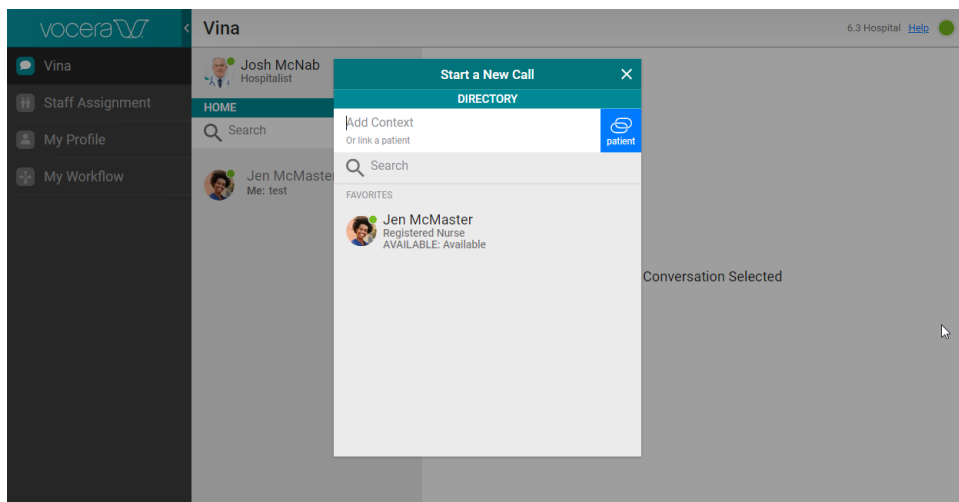 vocera
Vina
6.3 Hospital Help
Vina
Staff Assignment
My Profile
My Workflow
Josh McNab
Hospitalist
HOME
Search
Jen McMaste
Me: test
Start a New Call
DIRECTORY
Add Context
Or link a patient
patient
Search
FAVORITES
Jen McMaster
Registered Nurse
AVAILABLE: Available
Conversation Selected